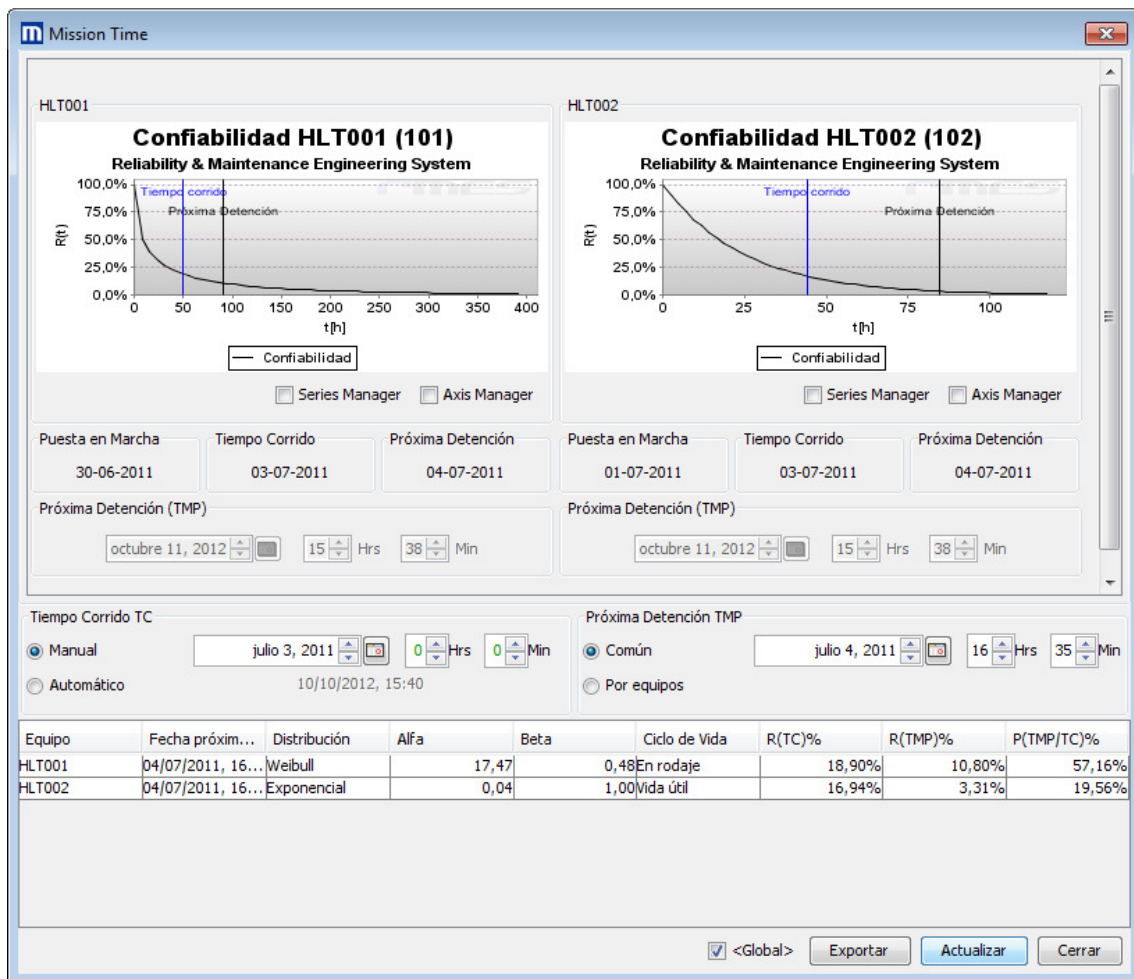 Mission Time
HLT001
Confiabilidad HLT001 (101)
Reliability & Maintenance Engineering System
100,0%
75,0%
50,0%
25,0%
0,0%
R(t)
Tiempo corrido
Próxima Detención
0 50 100 150 200 250 300 350 400
t[h]
Confiabilidad
Series Manager Axis Manager
HLT002
Confiabilidad HLT002 (102)
Reliability & Maintenance Engineering System
100,0%
75,0%
50,0%
25,0%
0,0%
R(t)
Tiempo corrido
Próxima Detención
0 25 50 75 100
t[h]
Confiabilidad
Series Manager Axis Manager
Puesta en Marcha Tiempo Corrido Próxima Detención Puesta en Marcha Tiempo Corrido Próxima Detención
30-06-2011 03-07-2011 04-07-2011 01-07-2011 03-07-2011 04-07-2011
Próxima Detención (TMP) Próxima Detención (TMP)
octubre 11, 2012 15 Hrs 38 Min octubre 11, 2012 15 Hrs 38 Min
Tiempo Corrido TC Próxima Detención TMP
Manual julio 3, 2011 0 Hrs 0 Min Común julio 4, 2011 16 Hrs 35 Min
Automático 10/10/2012, 15:40 Por equipos
Equipo Fecha próxim... Distribución Alfa Beta Ciclo de Vida R(TC)% R(TMP)% P(TMP/TC)%
HLT001 04/07/2011, 16... Weibull 17,47 0,48 En rodaje 18,90% 10,80% 57,16%
HLT002 04/07/2011, 16... Exponencial 0,04 1,00 Vida útil 16,94% 3,31% 19,56%
<Global> Exportar Actualizar Cerrar